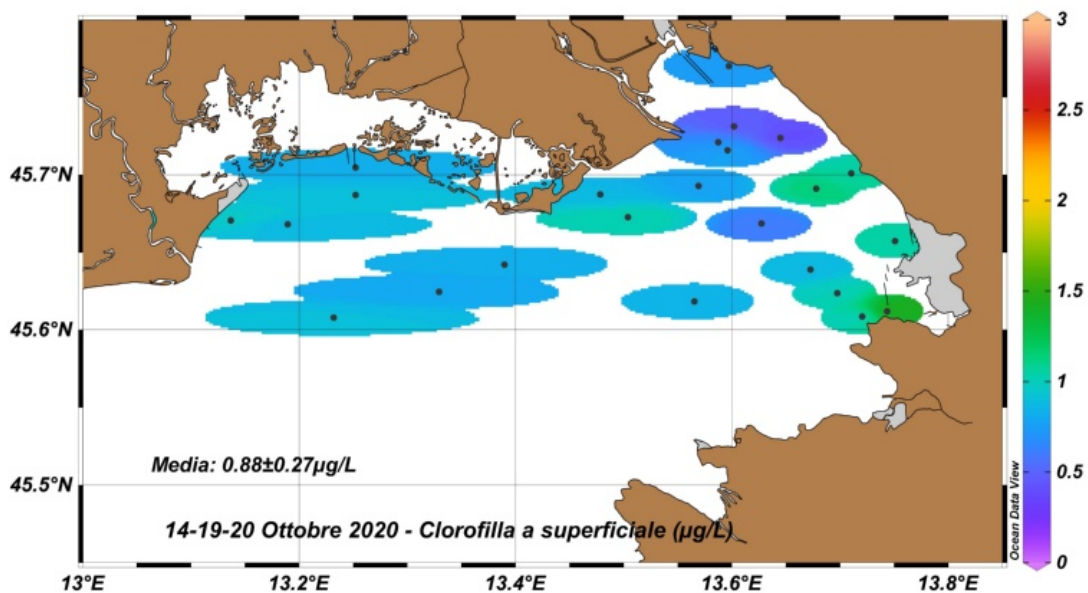 3
2.5
2
1.5
1
0.5
0
Ocean Data View
45.7°N
45.6°N
45.5°N
Media: 0.88±0.27µg/L
14-19-20 Ottobre 2020 - Clorofilla a superficiale (µg/L)
13°E 13.2°E 13.4°E 13.6°E 13.8°E